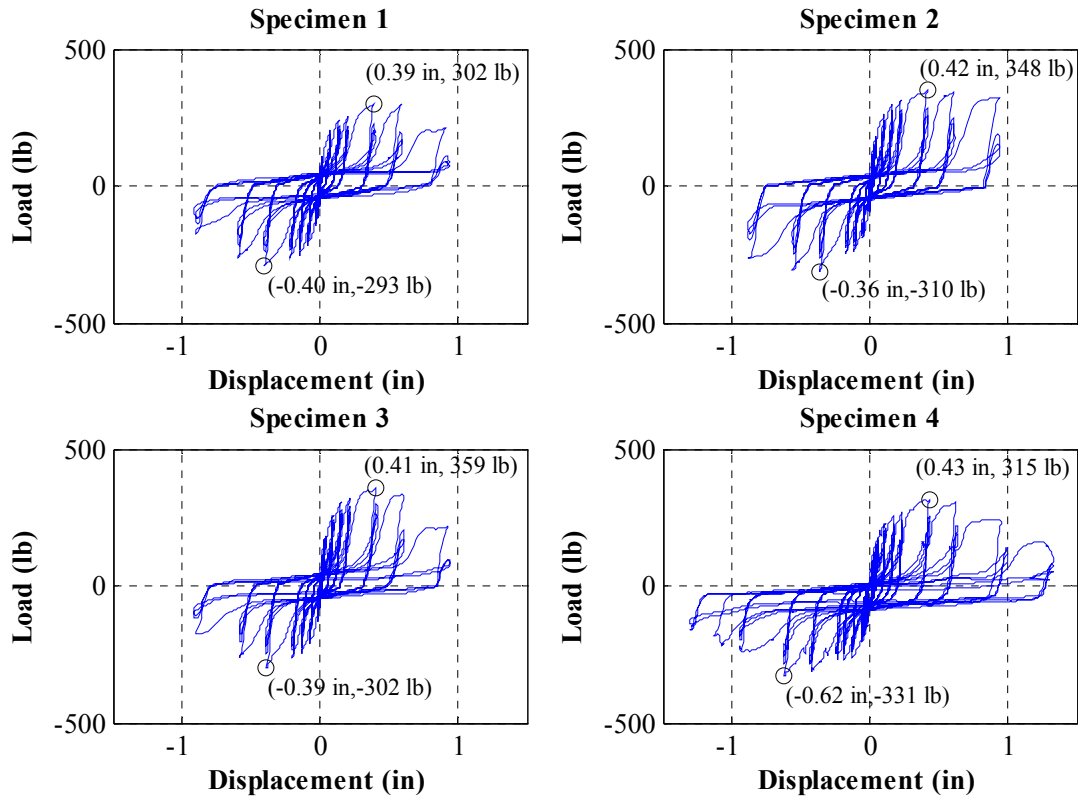 Specimen 1
500
(0.39 in, 302 lb)
0
Load (lb)
(-0.40 in,-293 lb)
-500
-1 0 1
Displacement (in)
Specimen 2
500
(0.42 in, 348 lb)
0
Load (lb)
(-0.36 in,-310 lb)
-500
-1 0 1
Displacement (in)
Specimen 3
500
(0.41 in, 359 lb)
0
Load (lb)
(-0.39 in,-302 lb)
-500
-1 0 1
Displacement (in)
Specimen 4
500
(0.43 in, 315 lb)
0
Load (lb)
(-0.62 in,-331 lb)
-500
-1 0 1
Displacement (in)